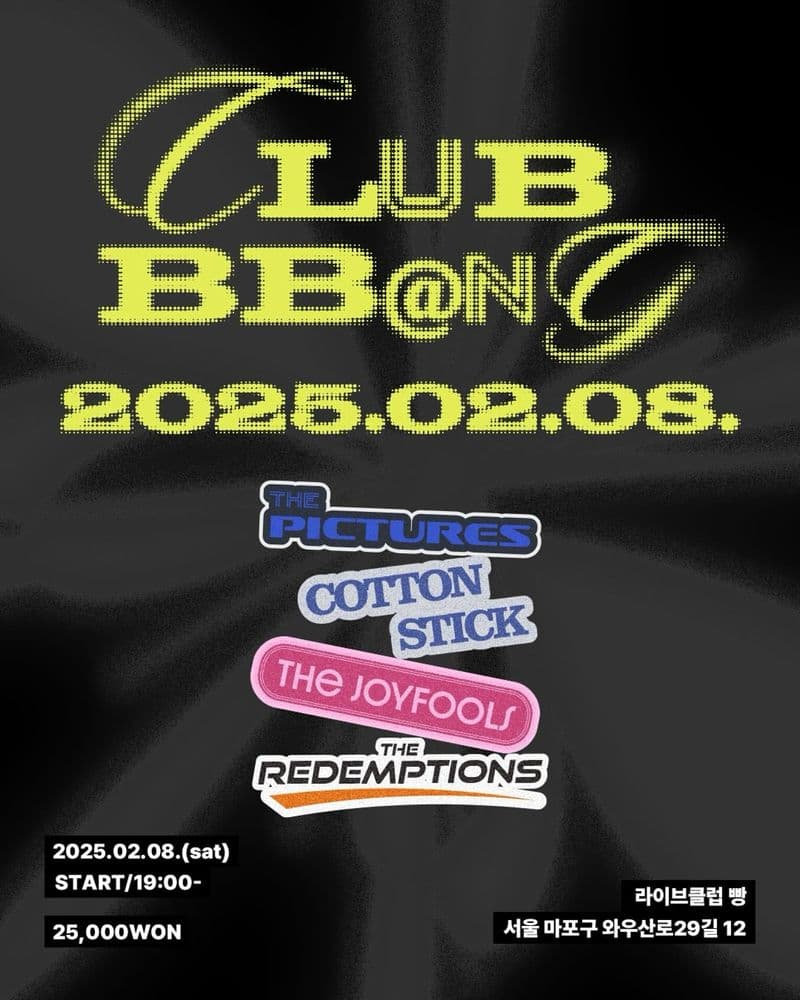 CLUB
BB@NG
2025.02.08.
THE
PICTURES
COTTON
STICK
THE JOYFOOLS
THE
REDEMPTIONS
2025.02.08.(sat)
START/19:00-
25,000WON
라이브클럽 빵
서울 마포구 와우산로29길 12